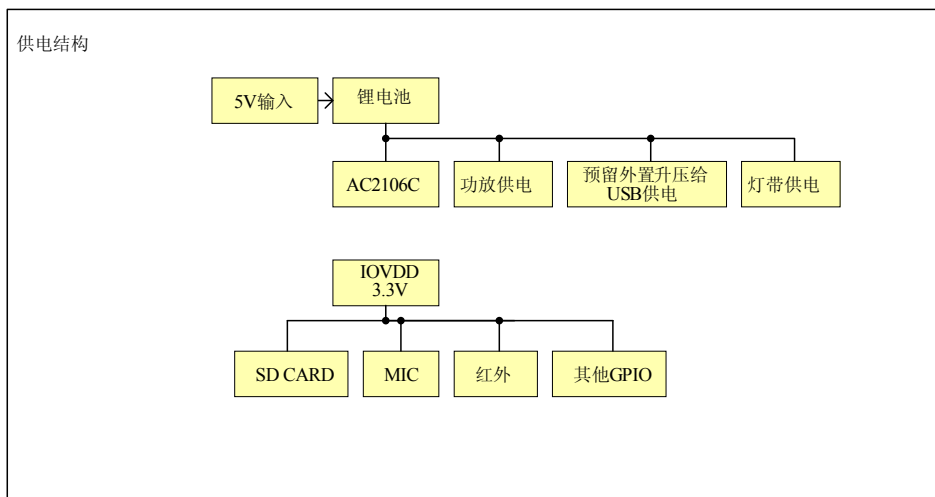 供电结构
5V输入
锂电池
AC2106C
功放供电
预留外置升压给
USB供电
灯带供电
IOVDD
3.3V
SD CARD
MIC
红外
其他GPIO